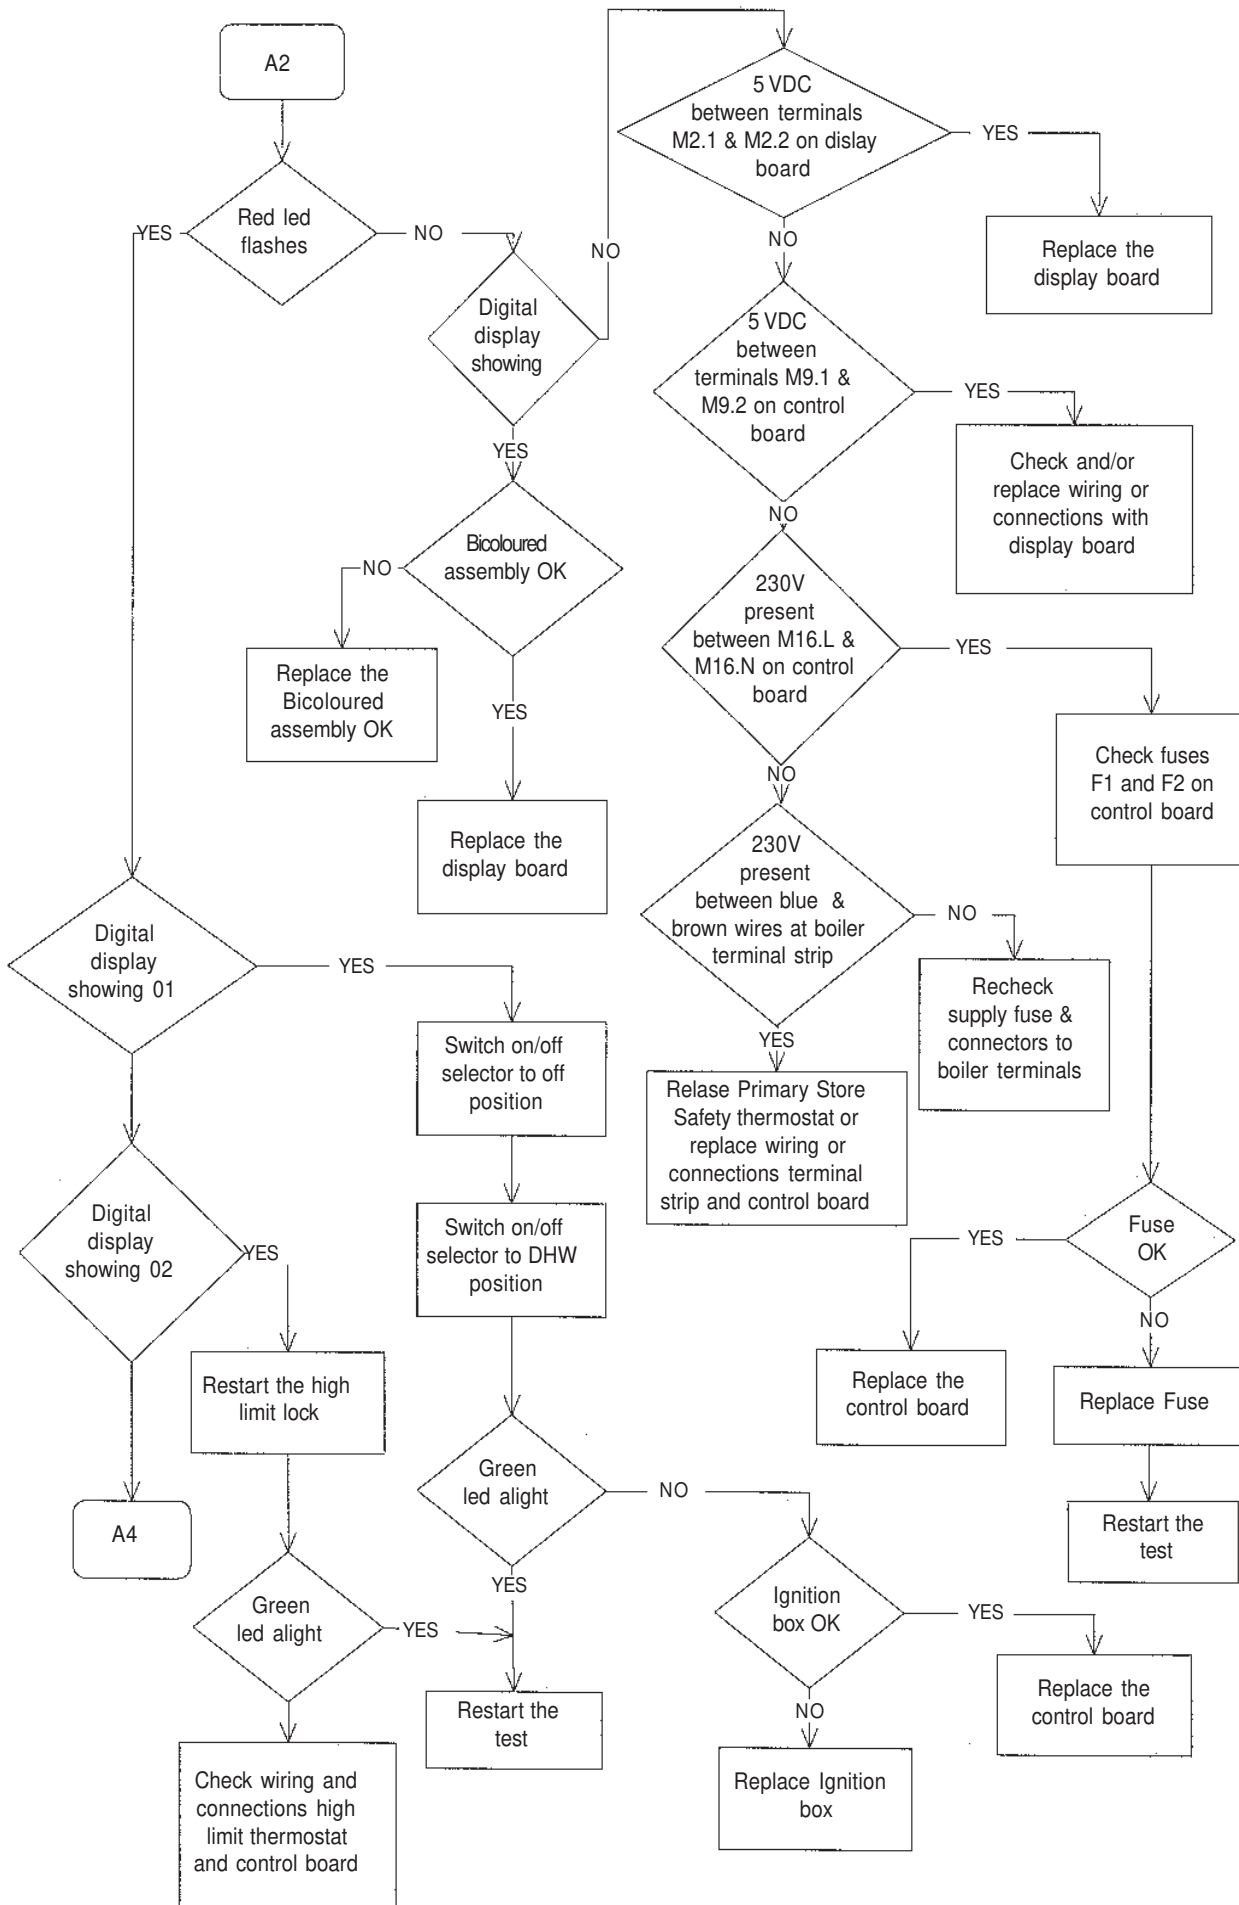 A2
5 VDC
between terminals
M2.1 & M2.2 on dislay
board
YES
Replace the
display board
Red led
flashes
YES
NO
NO
Digital
display
showing
NO
5 VDC
between
terminals M9.1 &
M9.2 on control
board
YES
Check and/or
replace wiring or
connections with
display board
YES
Bicoloured
assembly OK
NO
Replace the
Bicoloured
assembly OK
YES
Replace the
display board
NO
230V
present
between M16.L &
M16.N on control
board
YES
Check fuses
F1 and F2 on
control board
NO
230V
present
between blue &
brown wires at boiler
terminal strip
NO
Recheck
supply fuse &
connectors to
boiler terminals
YES
Relase Primary Store
Safety thermostat or
replace wiring or
connections terminal
strip and control board
Digital
display
showing 01
YES
Switch on/off
selector to off
position
Switch on/off
selector to DHW
position
Digital
display
showing 02
YES
Restart the high
limit lock
A4
Fuse
OK
YES
Replace the
control board
NO
Replace Fuse
Restart the
test
Green
led alight
NO
YES
Green
led alight
YES
Restart the
test
Check wiring and
connections high
limit thermostat
and control board
Ignition
box OK
YES
Replace the
control board
NO
Replace Ignition
box